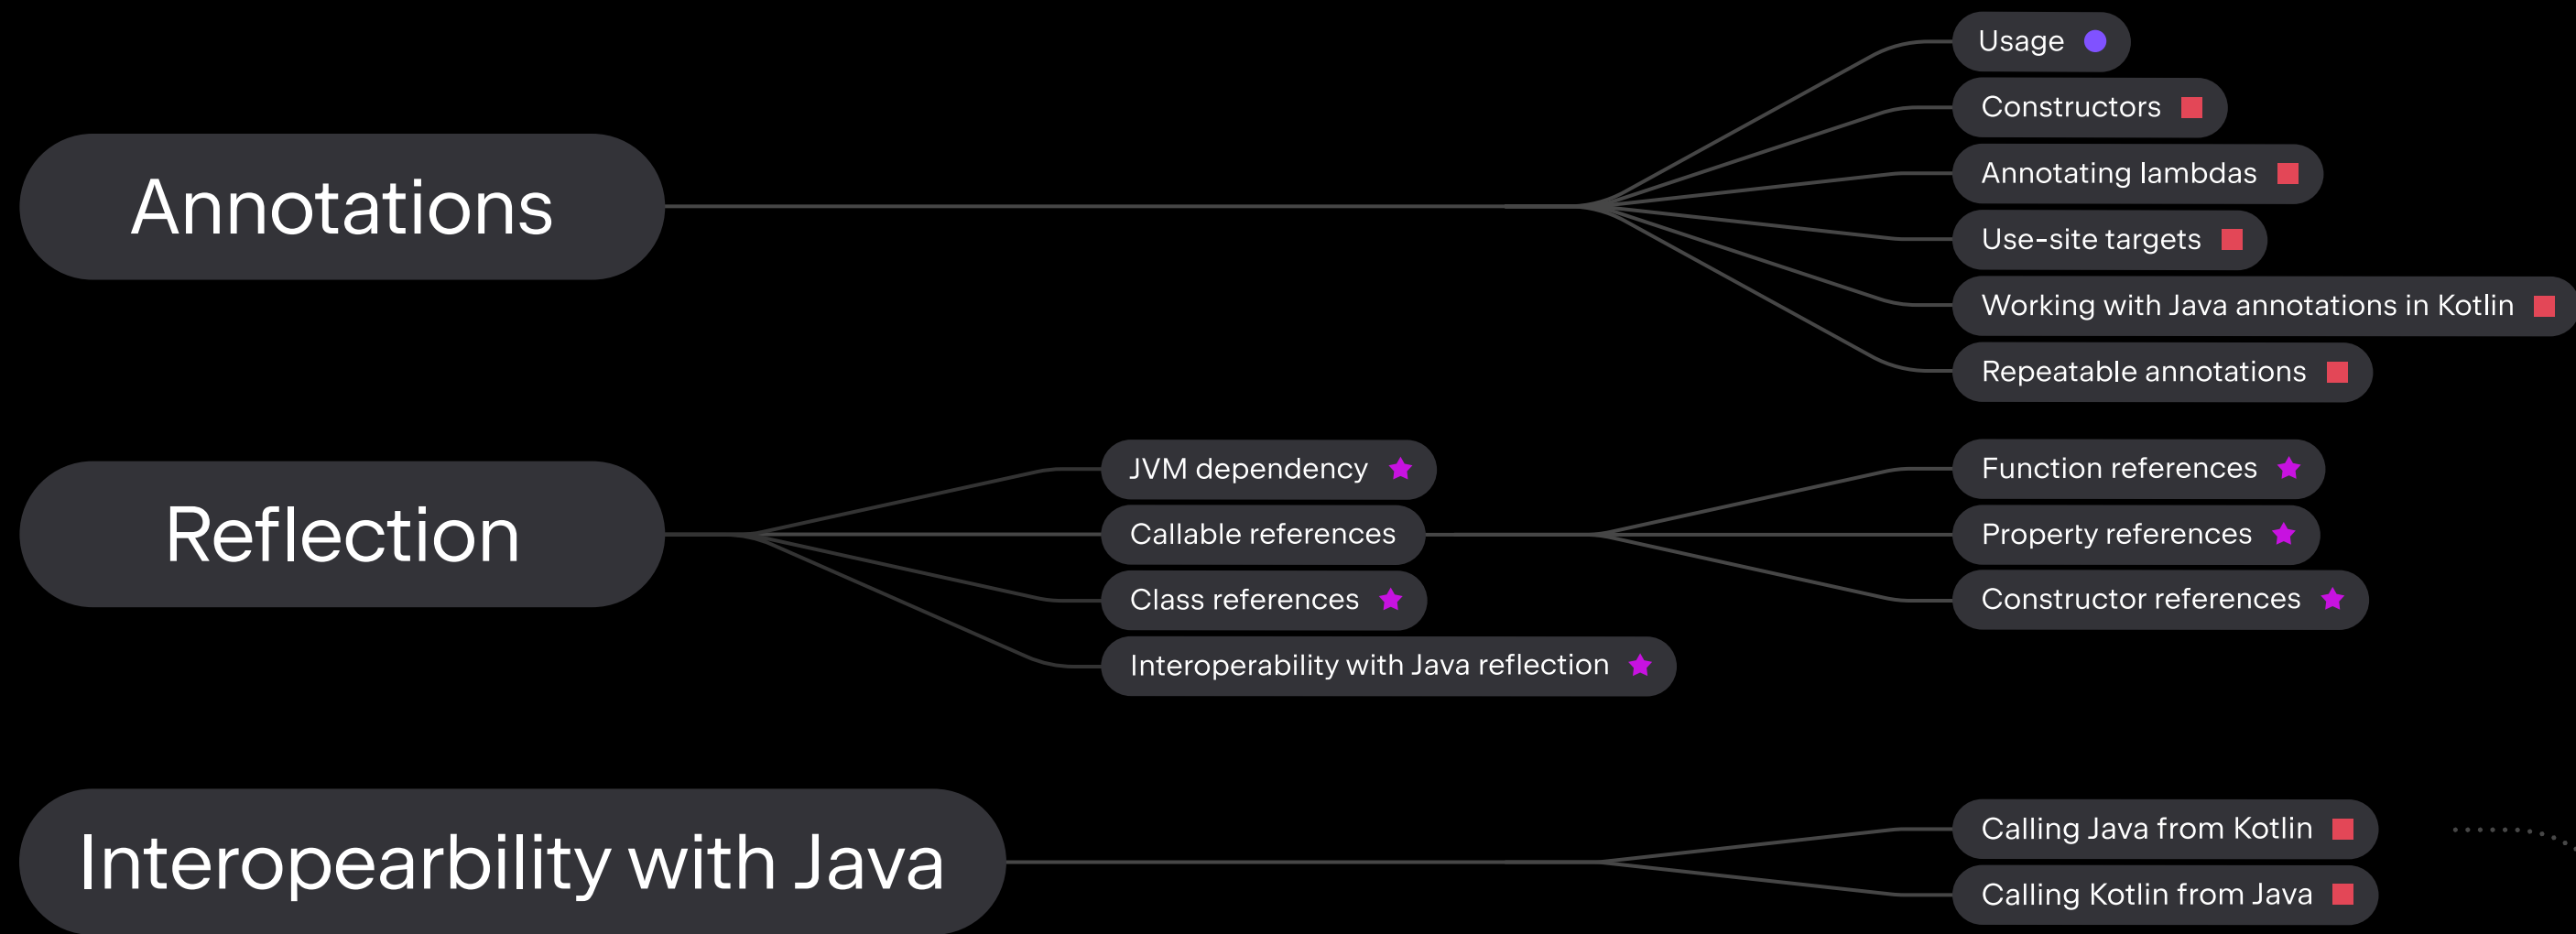 Annotations
Usage
Constructors
Annotating lambdas
Use-site targets
Working with Java annotations in Kotlin
Repeatable annotations
Reflection
JVM dependency
Callable references
Class references
Interoperability with Java reflection
Function references
Property references
Constructor references
Interopearbility with Java
Calling Java from Kotlin
Calling Kotlin from Java